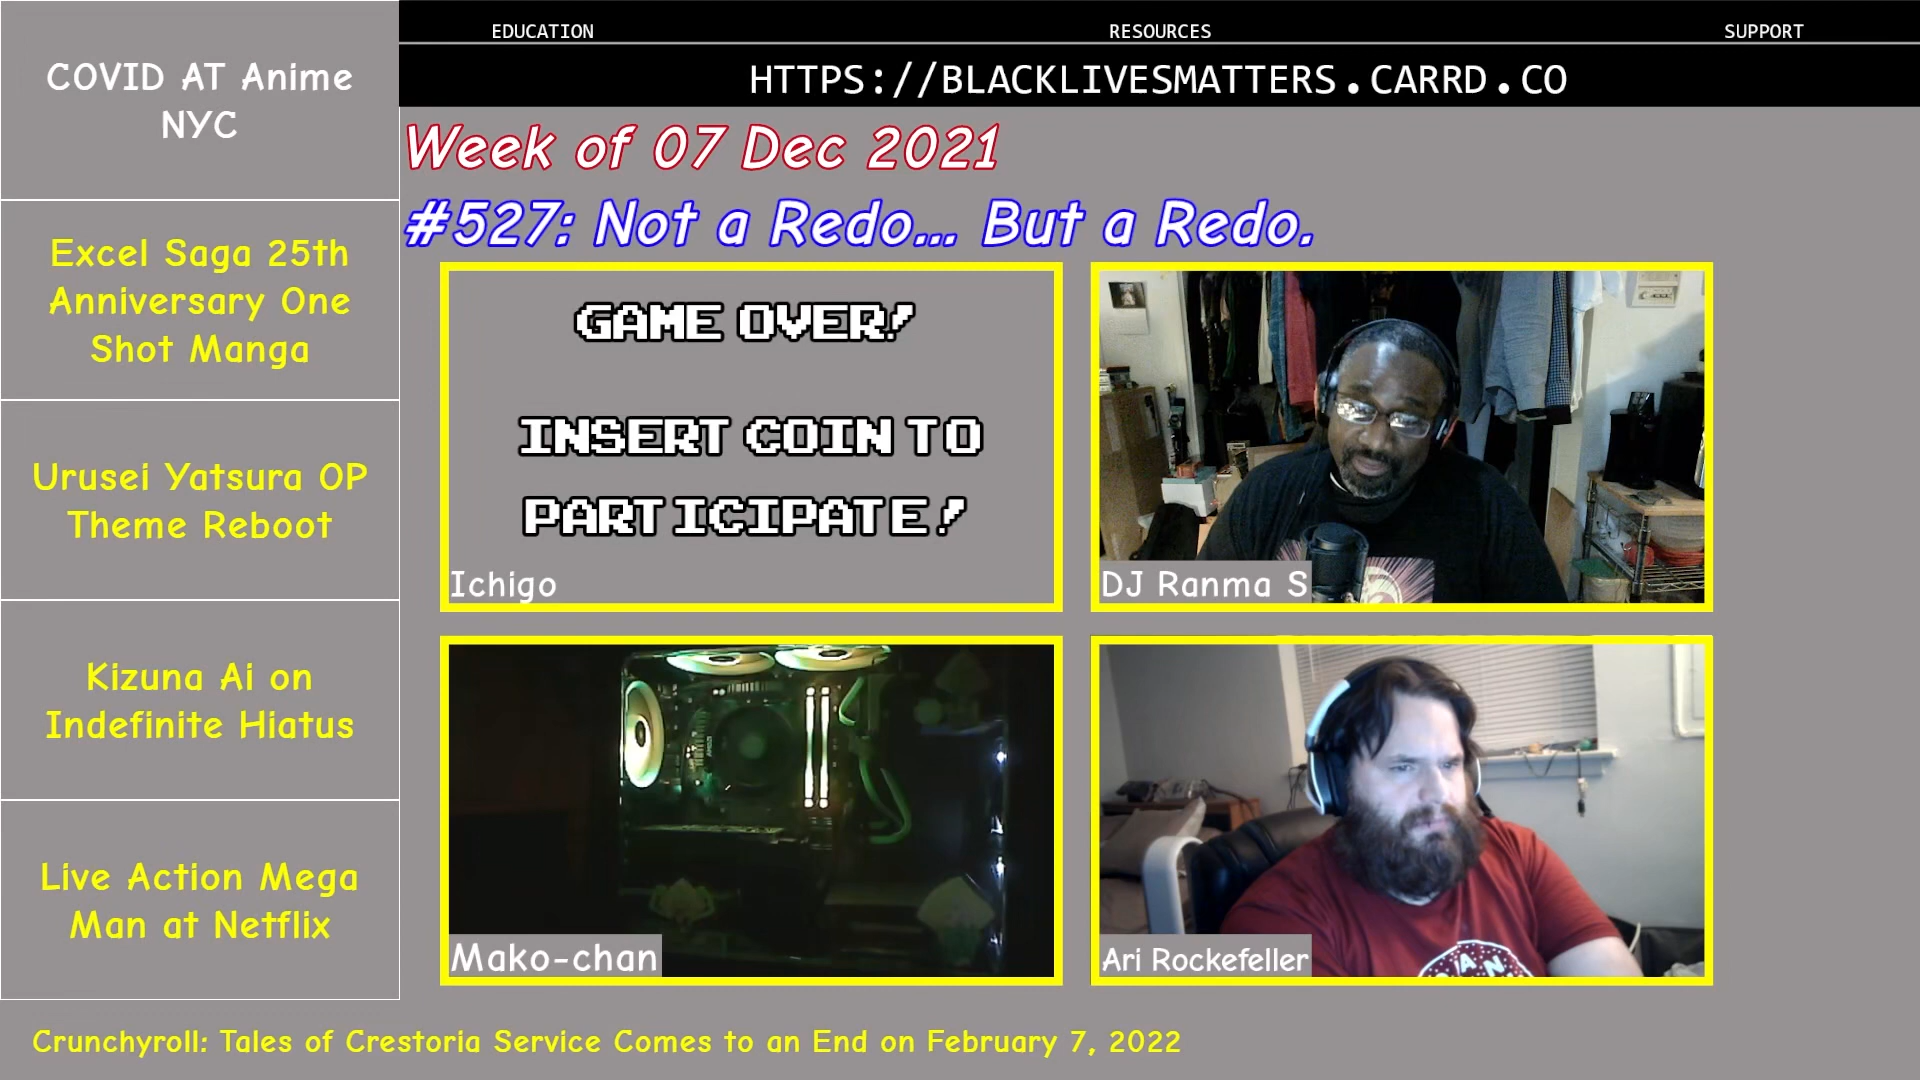 EDUCATION
RESOURCES
SUPPORT
HTTPS://BLACKLIVESMATTERS.CARRD.CO
COVID AT Anime
NYC
Excel Saga 25th
Anniversary One
Shot Manga
Urusei Yatsura OP
Theme Reboot
Kizuna Ai on
Indefinite Hiatus
Live Action Mega
Man at Netflix
Week of 07 Dec 2021
#527: Not a Redo... But a Redo.
GAME OVER!
INSERT COIN TO
PARTICIPATE!
Ichigo
DJ Ranma S
Mako-chan
Ari Rockefeller
Crunchyroll: Tales of Crestoria Service Comes to an End on February 7, 2022